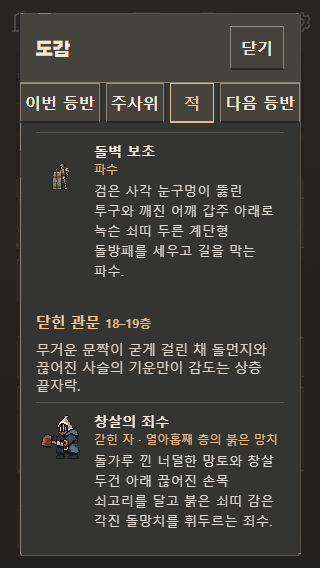 도감
닫기
이번 등반
주사위
적
다음 등반
돌벽 보초
파수
검은 사각 눈구멍이 뚫린
투구와 깨진 어깨 갑주 아래로
녹슨 쇠띠 두른 계단형
돌방패를 세우고 길을 막는
파수.
닫힌 관문 18–19층
무거운 문짝이 굳게 걸린 채 돌먼지와
끊어진 사슬의 기운만이 감도는 상층
끝자락.
창살의 죄수
갇힌 자 · 열아홉째 층의 붉은 망치
돌가루 낀 너덜한 망토와 창살
두건 아래 끊어진 손목
쇠고리를 달고 붉은 쇠띠 감은
각진 돌망치를 휘두르는 죄수.